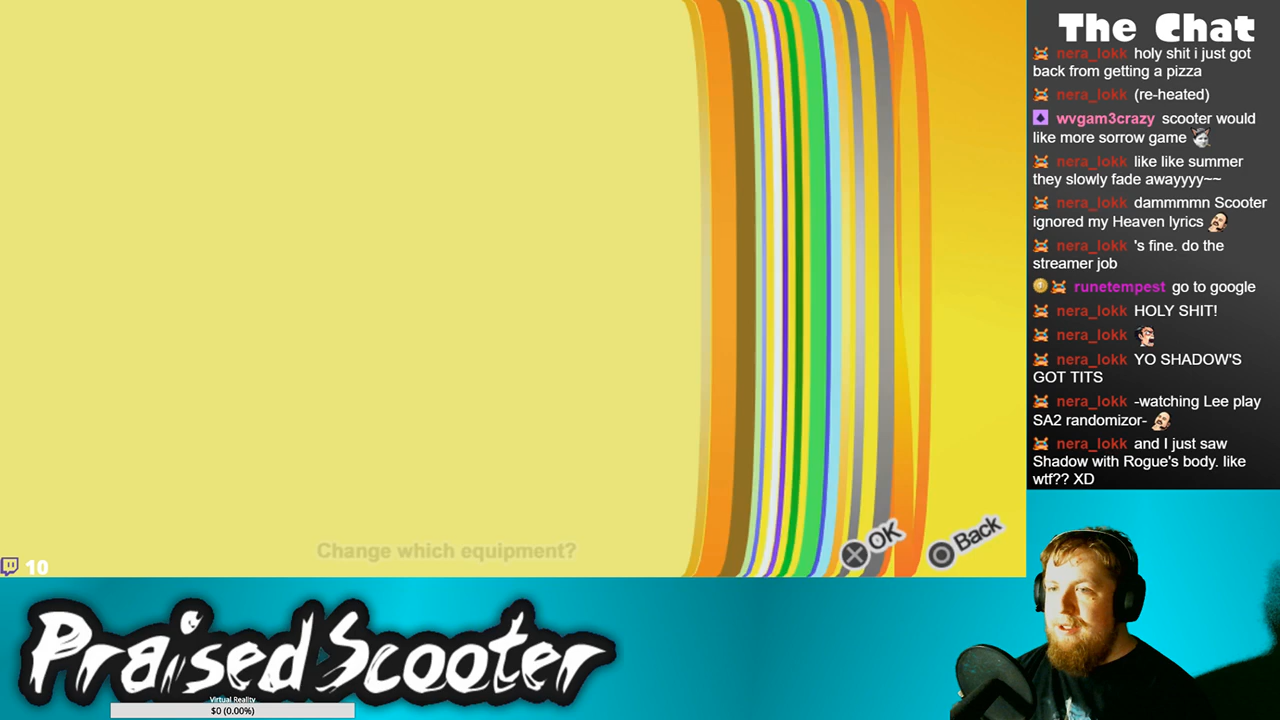 The Chat
nera_lokk holy shit i just got
back from getting a pizza
nera_lokk (re-heated)
wvgam3crazy scooter would
like more sorrow game
nera_lokk like like summer
they slowly fade awayyyy~~
nera_lokk dammmmn Scooter
ignored my Heaven lyrics
nera_lokk 's fine. do the
streamer job
runetempest go to google
nera_lokk HOLY SHIT!
nera_lokk
nera_lokk YO SHADOW'S
GOT TITS
nera_lokk -watching Lee play
SA2 randomizor-
nera_lokk and I just saw
Shadow with Rogue's body. like
wtf?? XD
Change which equipment?
OK
Back
10
PraisedScooter
Virtual Reality
$0 (0.00%)